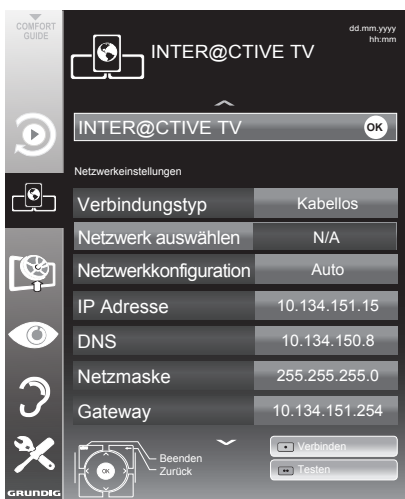 COMFORT
GUIDE
INTER@CTIVE TV
dd.mm.yyyy
hh:mm
INTER@CTIVE TV
OK
Netzwerkeinstellungen
Verbindungstyp Kabellos
Netzwerk auswählen N/A
Netzwerkkonfiguration Auto
IP Adresse 10.134.151.15
DNS 10.134.150.8
Netzmaske 255.255.255.0
Gateway 10.134.151.254
OK
Beenden
Zurück
Verbinden
Testen
GRUNDIG